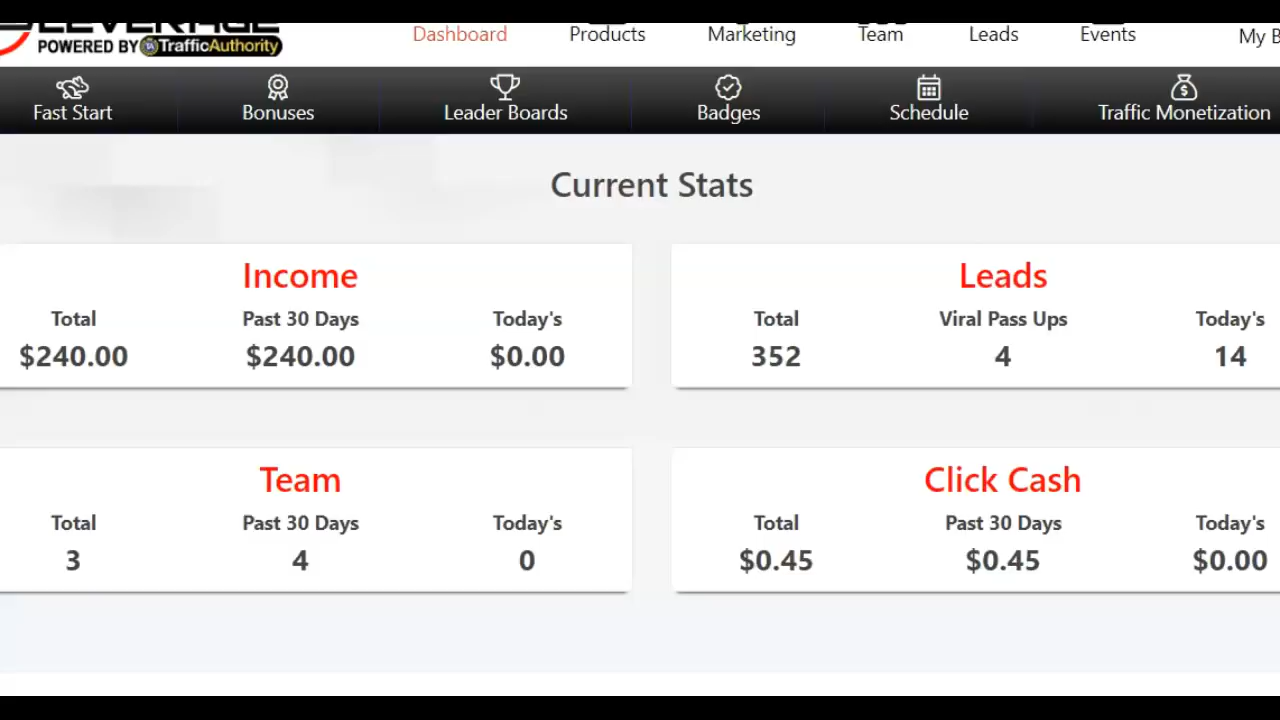 LEVERAGE
Dashboard Products Marketing Team Leads Events My B
POWERED BY TrafficAuthority
Fast Start Bonuses Leader Boards Badges Schedule Traffic Monetization
Current Stats
Income Leads
Total Past 30 Days Today's Total Viral Pass Ups Today's
$240.00 $240.00 $0.00 352 4 14
Team Click Cash
Total Past 30 Days Today's Total Past 30 Days Today's
3 4 0 $0.45 $0.45 $0.00